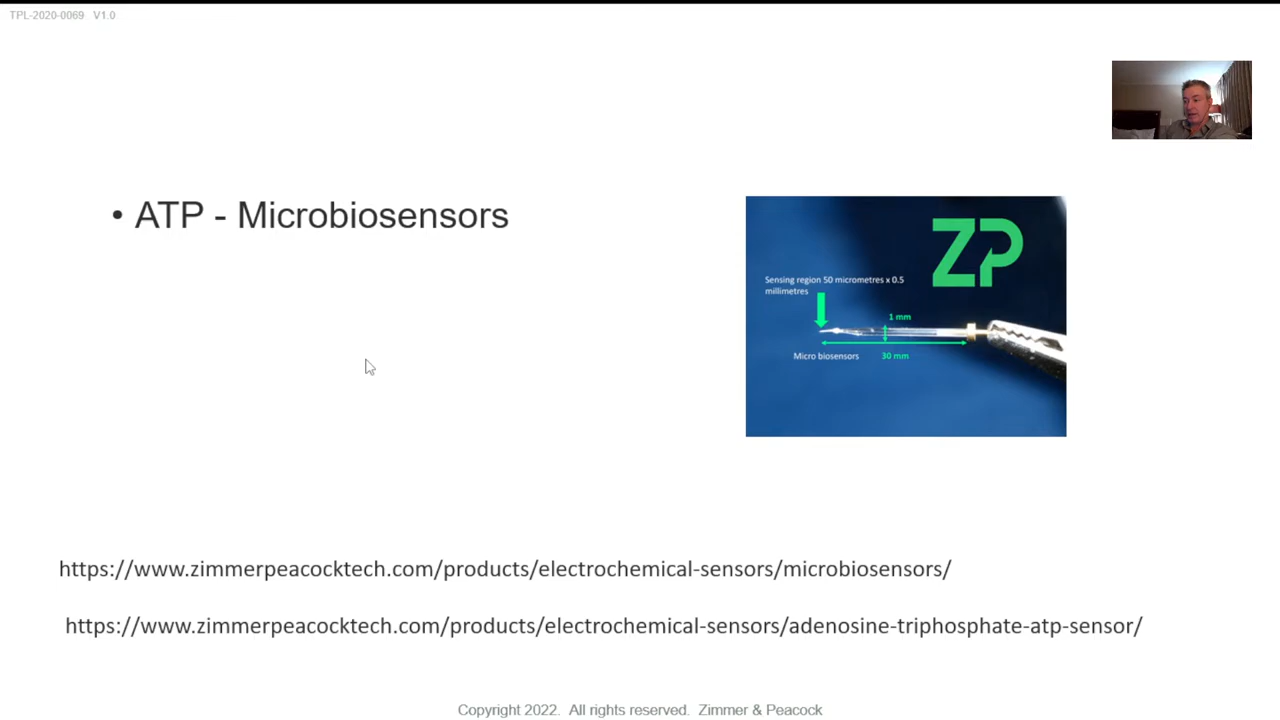 TPL-2020-0069 V1.0
• ATP - Microbiosensors
ZP
Sensing region 50 micrometres x 0.5
millimetres
1 mm
Micro biosensors
30 mm
https://www.zimmerpeacocktech.com/products/electrochemical-sensors/microbiosensors/
https://www.zimmerpeacocktech.com/products/electrochemical-sensors/adenosine-triphosphate-atp-sensor/
Copyright 2022. All rights reserved. Zimmer & Peacock